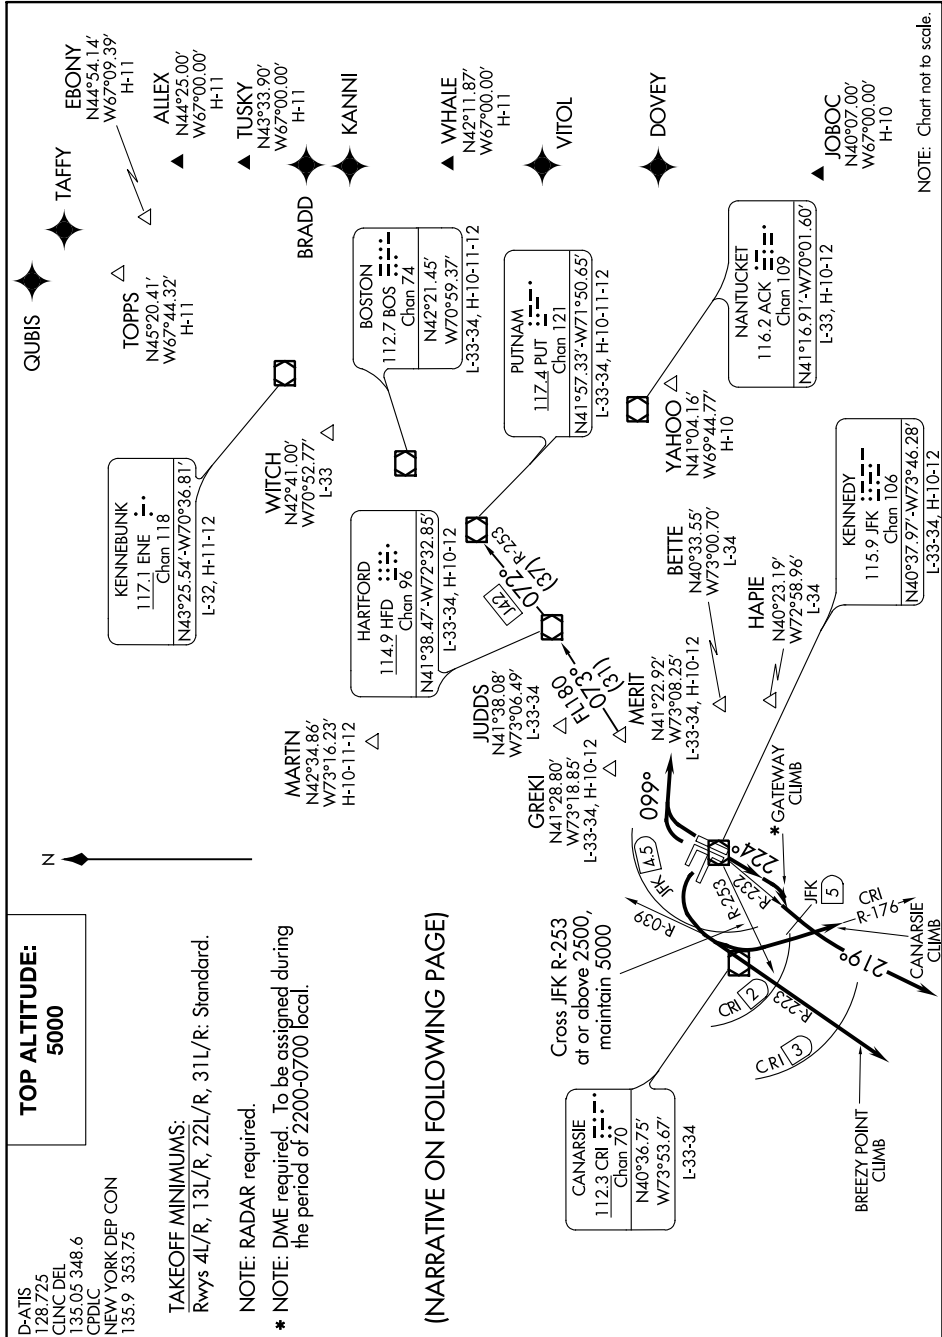 D-ATIS
128.725
CLNC DEL
135.05 348.6
CPDLC
NEW YORK DEP CON
135.9 353.75
TOP ALTITUDE:
5000
TAKEOFF MINIMUMS:
Rwys 4L/R, 13L/R, 22L/R, 31L/R: Standard.
NOTE: RADAR required.
* NOTE: DME required. To be assigned during
the period of 2200-0700 local.
(NARRATIVE ON FOLLOWING PAGE)
N
QUBIS
TAFFY
EBONY
N44°54.14'
W67°09.39'
H-11
TOPPS
N45°20.41'
W67°44.32'
H-11
ALLEX
N44°25.00'
W67°00.00'
H-11
TUSKY
N43°33.90'
W67°00.00'
H-11
BRADD
KANNI
WHALE
N42°11.87'
W67°00.00'
H-11
VITOL
DOVEY
JOBOC
N40°07.00'
W67°00.00'
H-10
KENNEBUNK
117.1 ENE
Chan 118
N43°25.54'-W70°36.81'
L-32, H-11-12
WITCH
N42°41.00'
W70°52.77'
L-33
BOSTON
112.7 BOS
Chan 74
N42°21.45'
W70°59.37'
L-33-34, H-10-11-12
MARTN
N42°34.86'
W73°16.23'
H-10-11-12
HARTFORD
114.9 HFD
Chan 96
N41°38.47'-W72°32.85'
L-33-34, H-10-12
PUTNAM
117.4 PUT
Chan 121
N41°57.33'-W71°50.65'
L-33-34, H-10-11-12
R-253
J42
072°
(37)
JUDDS
N41°38.08'
W73°06.49'
L-33-34
FL180
073°
(31)
GREKI
N41°28.80'
W73°18.85'
L-33-34, H-10-12
MERIT
N41°22.92'
W73°08.25'
L-33-34, H-10-12
YAHOO
N41°04.16'
W69°44.77'
H-10
NANTUCKET
116.2 ACK
Chan 109
N41°16.91'-W70°01.60'
L-33, H-10-12
BETTE
N40°33.55'
W73°00.70'
L-34
HAPIE
N40°23.19'
W72°58.96'
L-34
KENNEDY
115.9 JFK
Chan 106
N40°37.97'-W73°46.28'
L-33-34, H-10-12
099°
JFK 4.5
R-039
R-253
R-232
224°
* GATEWAY
CLIMB
JFK 5
CRI
R-176
219°
CANARSIE
CLIMB
Cross JFK R-253
at or above 2500,
maintain 5000
CRI 2
R-223
CRI 3
CANARSIE
112.3 CRI
Chan 70
N40°36.75'
W73°53.67'
L-33-34
BREEZY POINT
CLIMB
NOTE: Chart not to scale.